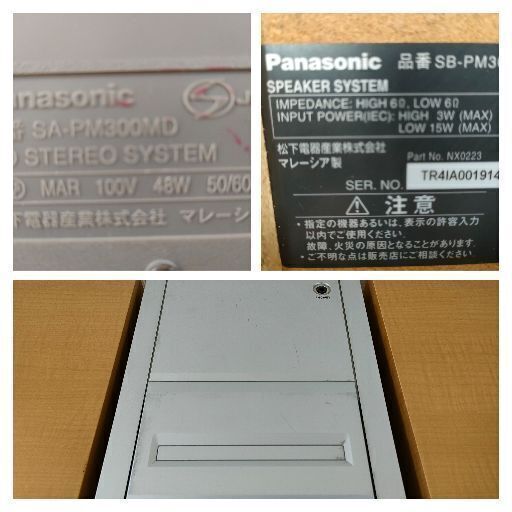 anasonic
番 SA-PM300MD
STEREO SYSTEM
MAR 100V 48W 50/60
下電器産業株式会社 マレーシ
Panasonic 品番 SB-PM30
SPEAKER SYSTEM
IMPEDANCE: HIGH 6Ω, LOW 6Ω
INPUT POWER(IEC): HIGH 3W (MAX)
LOW 15W (MAX)
松下電器産業株式会社
マレーシア製
Part No. NX0223
SER. NO. TR4IA001914
⚠ 注意
・指定の機器あるいは、表示の許容入力
以内でご使用ください。
故障、火災の原因となることがあります。
・ご不明な点は販売店にご相談ください。